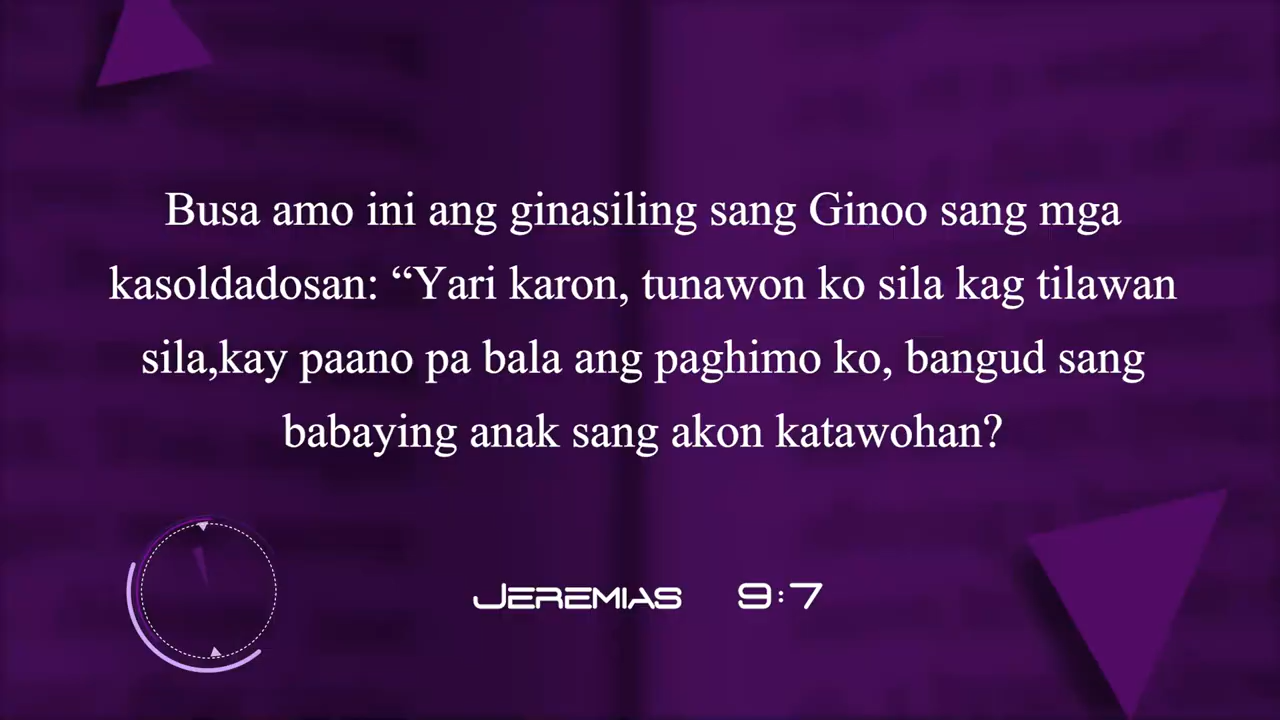 Busa amo ini ang ginasiling sang Ginoo sang mga
kasoldadosan: “Yari karon, tunawon ko sila kag tilawan
sila,kay paano pa bala ang paghimo ko, bangud sang
babaying anak sang akon katawohan?
Jeremias 9:7